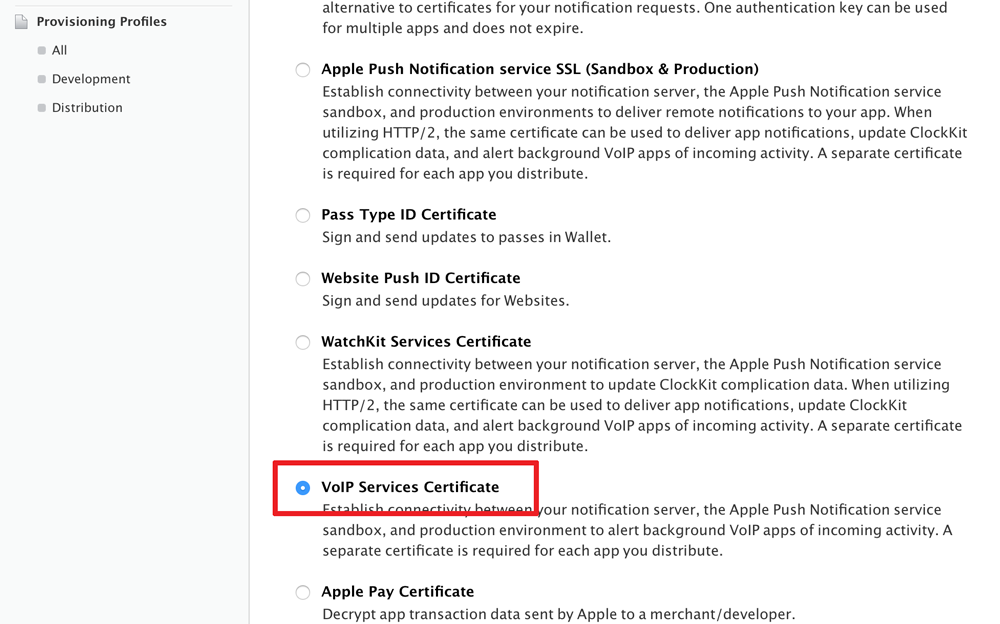 Provisioning Profiles
All
Development
Distribution
alternative to certificates for your notification requests. One authentication key can be used
for multiple apps and does not expire.
Apple Push Notification service SSL (Sandbox & Production)
Establish connectivity between your notification server, the Apple Push Notification service
sandbox, and production environments to deliver remote notifications to your app. When
utilizing HTTP/2, the same certificate can be used to deliver app notifications, update ClockKit
complication data, and alert background VoIP apps of incoming activity. A separate certificate
is required for each app you distribute.
Pass Type ID Certificate
Sign and send updates to passes in Wallet.
Website Push ID Certificate
Sign and send updates for Websites.
WatchKit Services Certificate
Establish connectivity between your notification server, the Apple Push Notification service
sandbox, and production environment to update ClockKit complication data. When utilizing
HTTP/2, the same certificate can be used to deliver app notifications, update ClockKit
complication data, and alert background VoIP apps of incoming activity. A separate certificate
is required for each app you distribute.
VoIP Services Certificate
Establish connectivity between your notification server, the Apple Push Notification service
sandbox, and production environment to alert background VoIP apps of incoming activity. A
separate certificate is required for each app you distribute.
Apple Pay Certificate
Decrypt app transaction data sent by Apple to a merchant/developer.